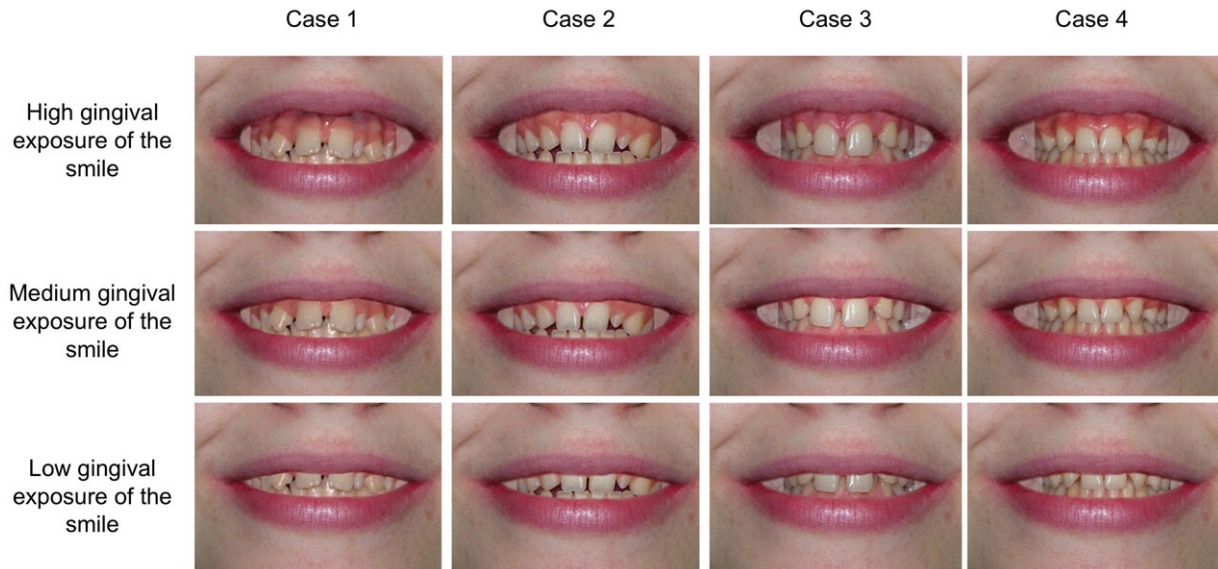 Case 1
Case 2
Case 3
Case 4
High gingival
exposure of the
smile
Medium gingival
exposure of the
smile
Low gingival
exposure of the
smile